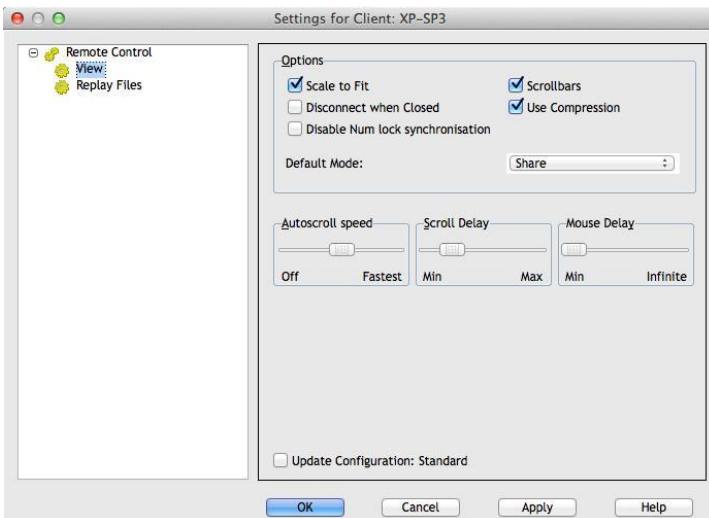 Settings for Client: XP-SP3
Remote Control
View
Replay Files
Options
Scale to Fit
Scrollbars
Disconnect when Closed
Use Compression
Disable Num lock synchronisation
Default Mode:
Share
Autoscroll speed
Scroll Delay
Mouse Delay
Off
Fastest
Min
Max
Min
Infinite
Update Configuration: Standard
OK
Cancel
Apply
Help